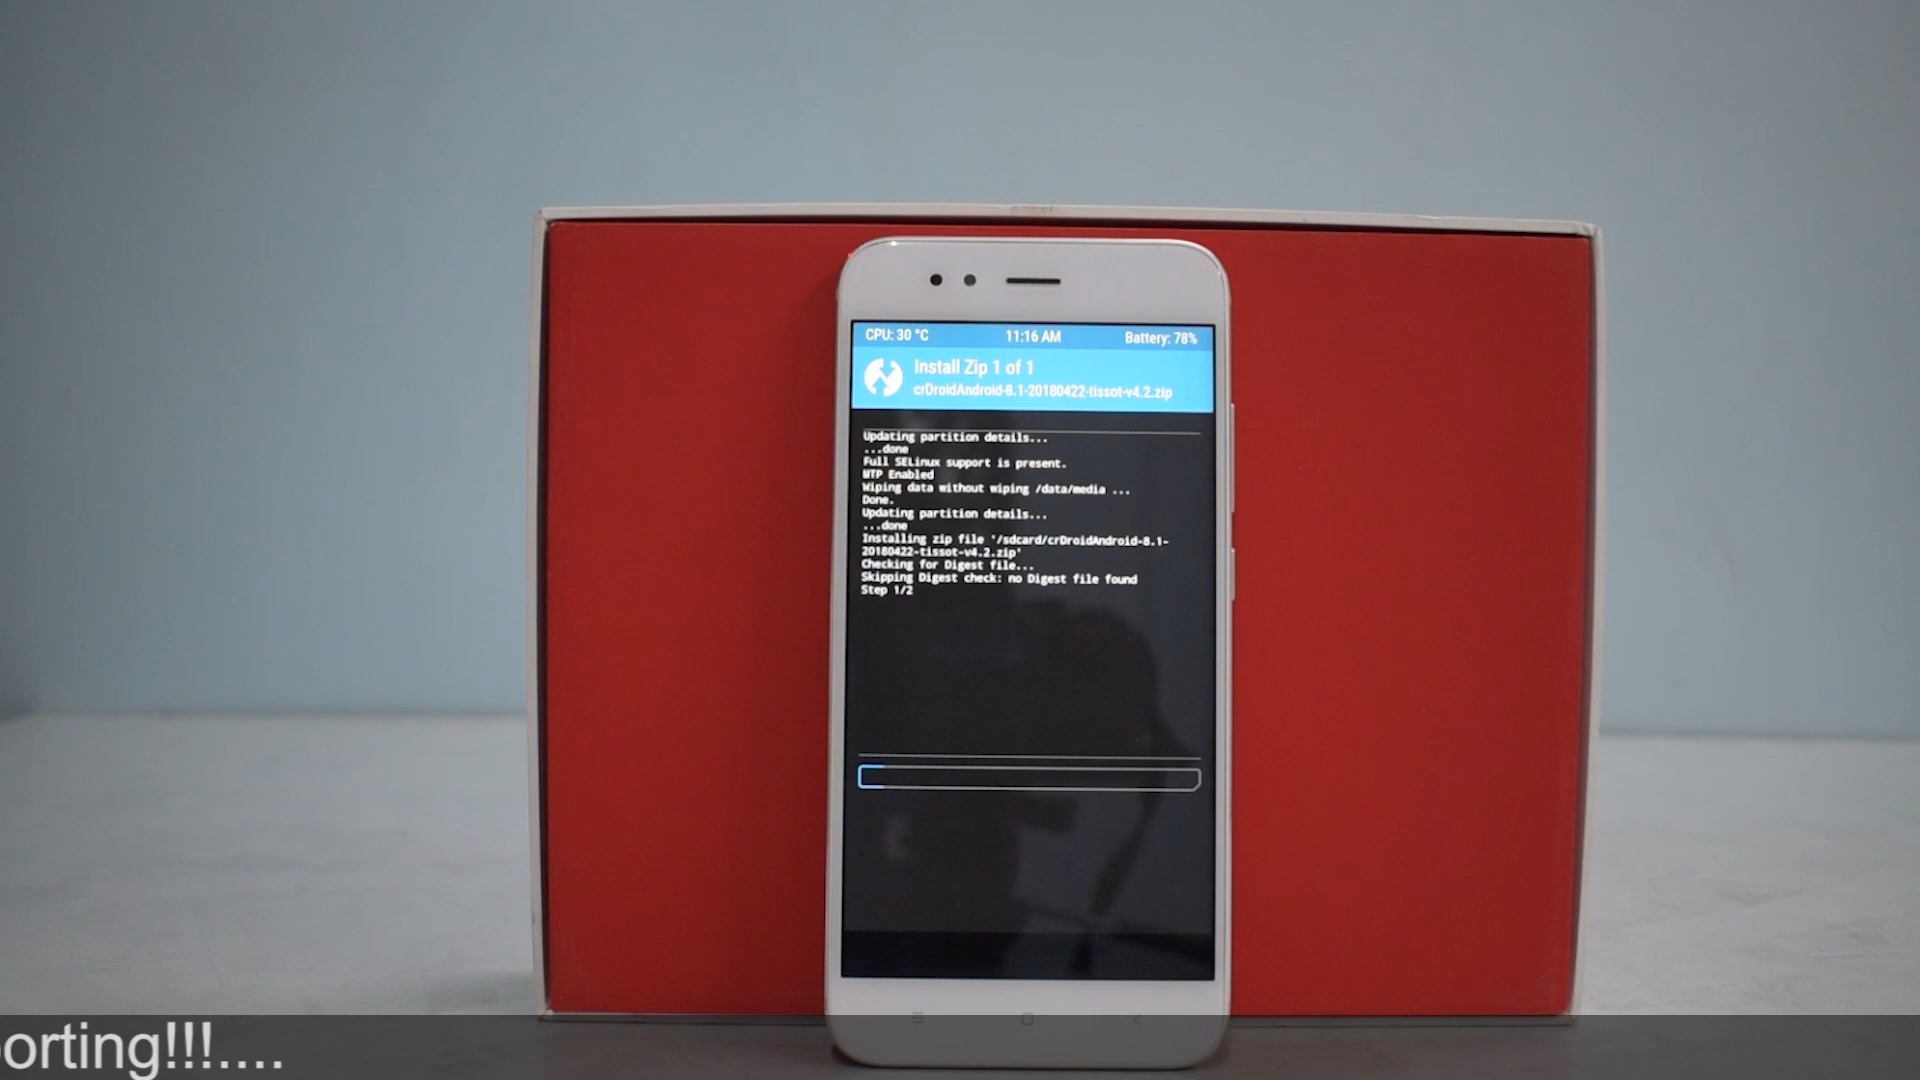 CPU: 30 °C 11:16 AM Battery: 78%
Install Zip 1 of 1
crDroidAndroid-8.1-20180422-tissot-v4.2.zip
Updating partition details...
...done
Full SELinux support is present.
MTP Enabled
Wiping data without wiping /data/media ...
Done.
Updating partition details...
...done
Installing zip file '/sdcard/crDroidAndroid-8.1-
20180422-tissot-v4.2.zip'
Checking for Digest file...
Skipping Digest check: no Digest file found
Step 1/2
orting!!!....